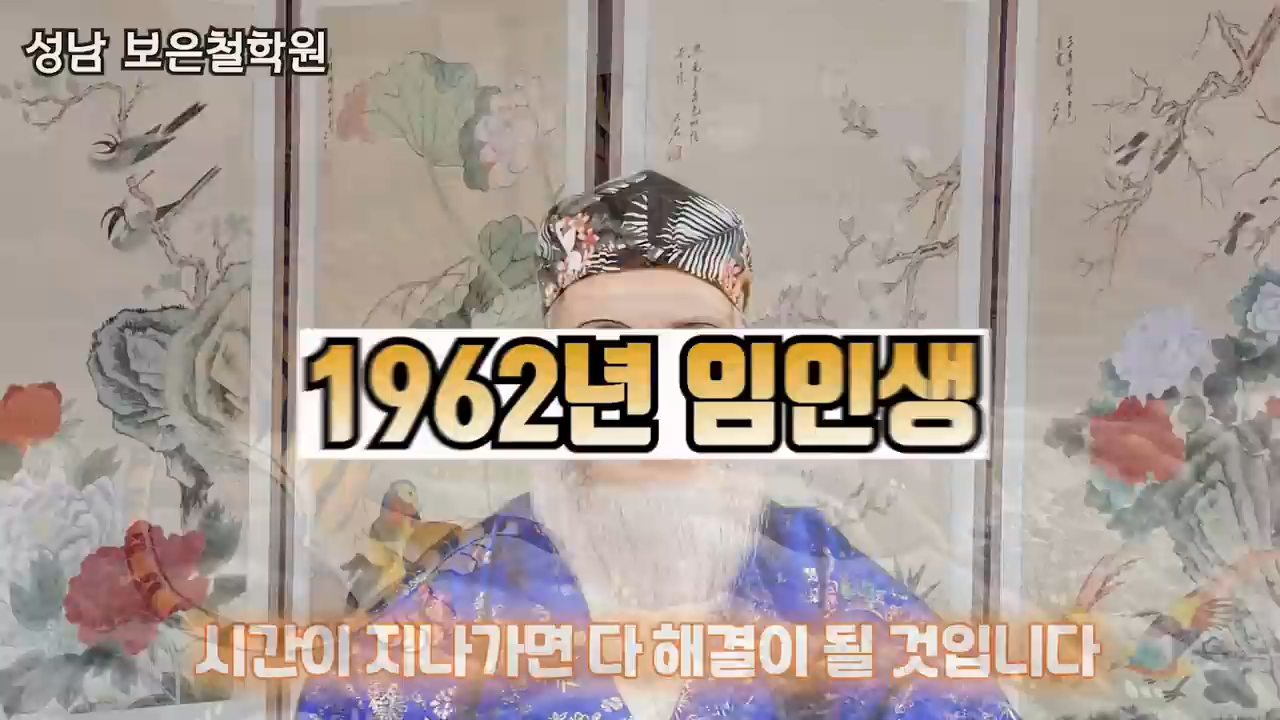 성남 보은철학원
1962년 임인생
시간이 지나가면 다 해결이 될 것입니다